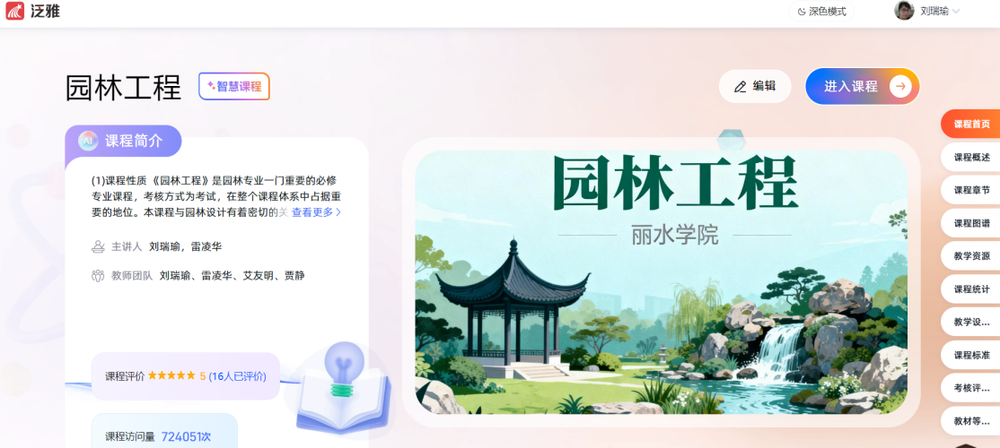 泛雅
深色模式
刘瑞瑜
园林工程
智慧课程
编辑
进入课程
AI 课程简介
(1)课程性质 《园林工程》是园林专业一门重要的必修
专业课程，考核方式为考试，在整个课程体系中占据重
要的地位。本课程与园林设计有着密切的关 查看更多
主讲人 刘瑞瑜，雷凌华
教师团队 刘瑞瑜、雷凌华、艾友明、贾静
课程评价 ★★★★★ 5 (16人已评价)
课程访问量 724051次
园林工程
丽水学院
课程首页
课程概述
课程章节
课程图谱
教学资源
课程统计
教学设...
课程标准
考核评...
教材等...